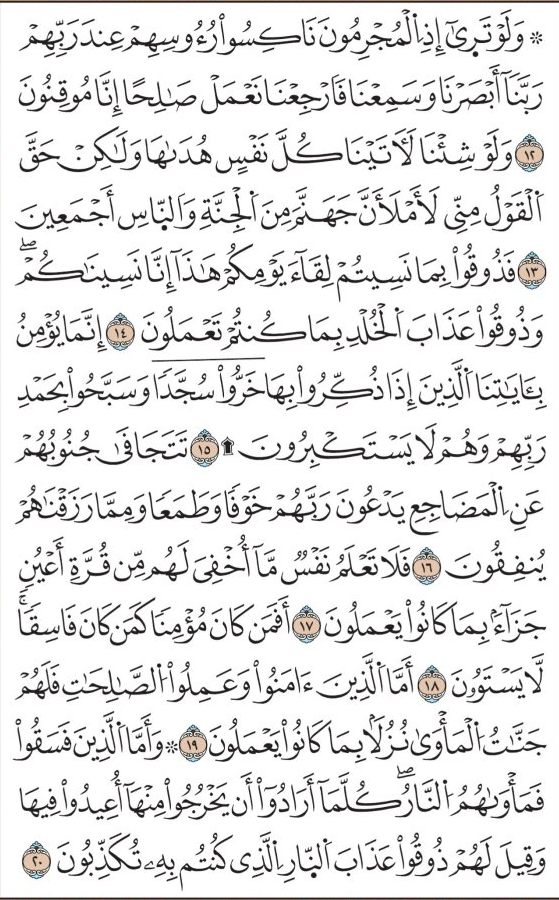 * وَلَوۡ تَرَىٰٓ إِذِ ٱلۡمُجۡرِمُونَ نَاكِسُواْ رُءُوسِهِمۡ عِندَ رَبِّهِمۡ
رَبَّنَآ أَبۡصَرۡنَا وَسَمِعۡنَا فَٱرۡجِعۡنَا نَعۡمَلۡ صَٰلِحًا إِنَّا مُوقِنُونَ
١٢ وَلَوۡ شِئۡنَا لَأٓتَيۡنَا كُلَّ نَفۡسٍ هُدَىٰهَا وَلَٰكِنۡ حَقَّ
ٱلۡقَوۡلُ مِنِّي لَأَمۡلَأَنَّ جَهَنَّمَ مِنَ ٱلۡجِنَّةِ وَٱلنَّاسِ أَجۡمَعِينَ
١٣ فَذُوقُواْ بِمَا نَسِيتُمۡ لِقَآءَ يَوۡمِكُمۡ هَٰذَآ إِنَّا نَسِينَٰكُمۡۖ
وَذُوقُواْ عَذَابَ ٱلۡخُلۡدِ بِمَا كُنتُمۡ تَعۡمَلُونَ ١٤ إِنَّمَا يُؤۡمِنُ
بِـَٔايَٰتِنَا ٱلَّذِينَ إِذَا ذُكِّرُواْ بِهَا خَرُّواْۤ سُجَّدٗا وَسَبَّحُواْ بِحَمۡدِ
رَبِّهِمۡ وَهُمۡ لَا يَسۡتَكۡبِرُونَ ۩ ١٥ تَتَجَافَىٰ جُنُوبُهُمۡ
عَنِ ٱلۡمَضَاجِعِ يَدۡعُونَ رَبَّهُمۡ خَوۡفٗا وَطَمَعٗا وَمِمَّا رَزَقۡنَٰهُمۡ
يُنفِقُونَ ١٦ فَلَا تَعۡلَمُ نَفۡسٞ مَّآ أُخۡفِيَ لَهُم مِّن قُرَّةِ أَعۡيُنٖ
جَزَآءَۢ بِمَا كَانُواْ يَعۡمَلُونَ ١٧ أَفَمَن كَانَ مُؤۡمِنٗا كَمَن كَانَ فَاسِقٗاۚ
لَّا يَسۡتَوُۥنَ ١٨ أَمَّا ٱلَّذِينَ ءَامَنُواْ وَعَمِلُواْ ٱلصَّٰلِحَٰتِ فَلَهُمۡ
جَنَّٰتُ ٱلۡمَأۡوَىٰ نُزُلَۢا بِمَا كَانُواْ يَعۡمَلُونَ ١٩ * وَأَمَّا ٱلَّذِينَ فَسَقُواْ
فَمَأۡوَىٰهُمُ ٱلنَّارُۖ كُلَّمَآ أَرَادُوٓاْ أَن يَخۡرُجُواْ مِنۡهَآ أُعِيدُواْ فِيهَا
وَقِيلَ لَهُمۡ ذُوقُواْ عَذَابَ ٱلنَّارِ ٱلَّذِي كُنتُم بِهِۦ تُكَذِّبُونَ ٢٠